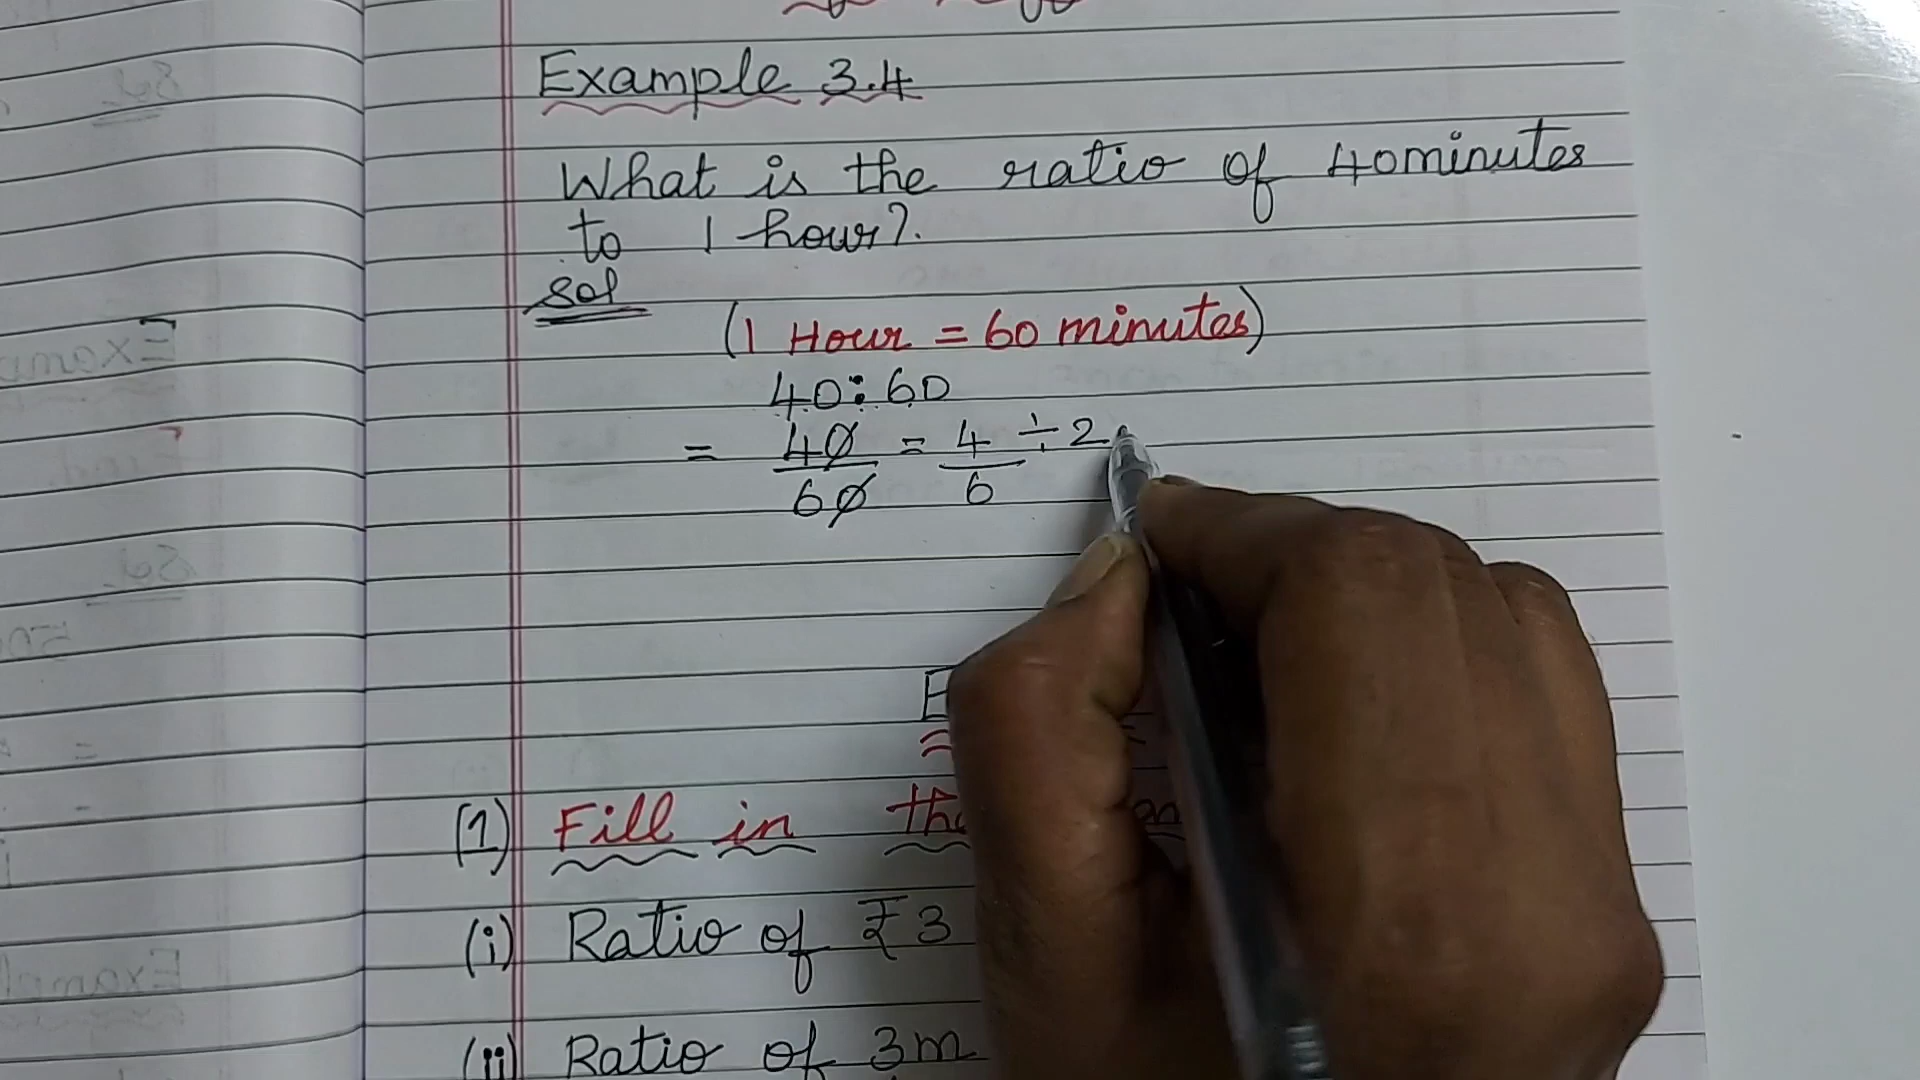 Example 3.4
What is the ratio of 40minutes
to 1 hour?.
Sol
(1 Hour = 60 minutes)
40:60
= 40/60 = 4/6 ÷2
(1) Fill in the
(i) Ratio of ₹3
(ii) Ratio of 3m